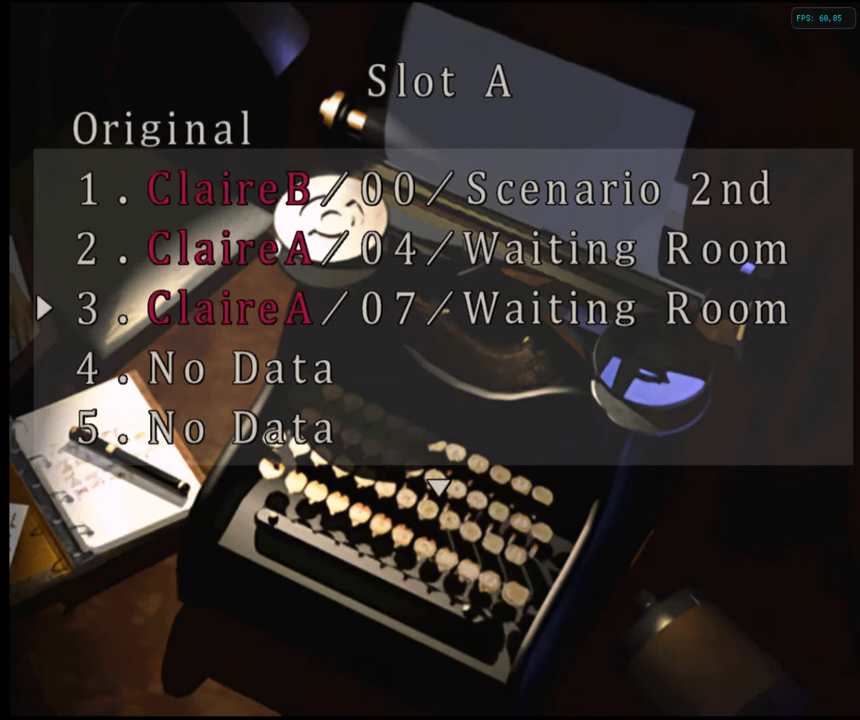 FPS: 60,05
Slot A
Original
1.ClaireB/00/Scenario 2nd
2.ClaireA/04/Waiting Room
3.ClaireA/07/Waiting Room
4.No Data
5.No Data